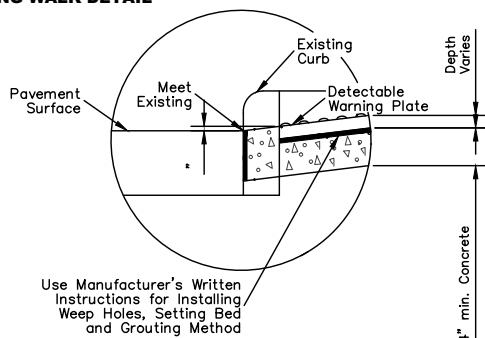 WALK DETAIL
Existing
Curb
Meet
Existing
Pavement
Surface
Detectable
Warning Plate
Depth
Varies
Use Manufacturer's Written
Instructions for Installing
Weep Holes, Setting Bed
and Grouting Method
min. Concrete